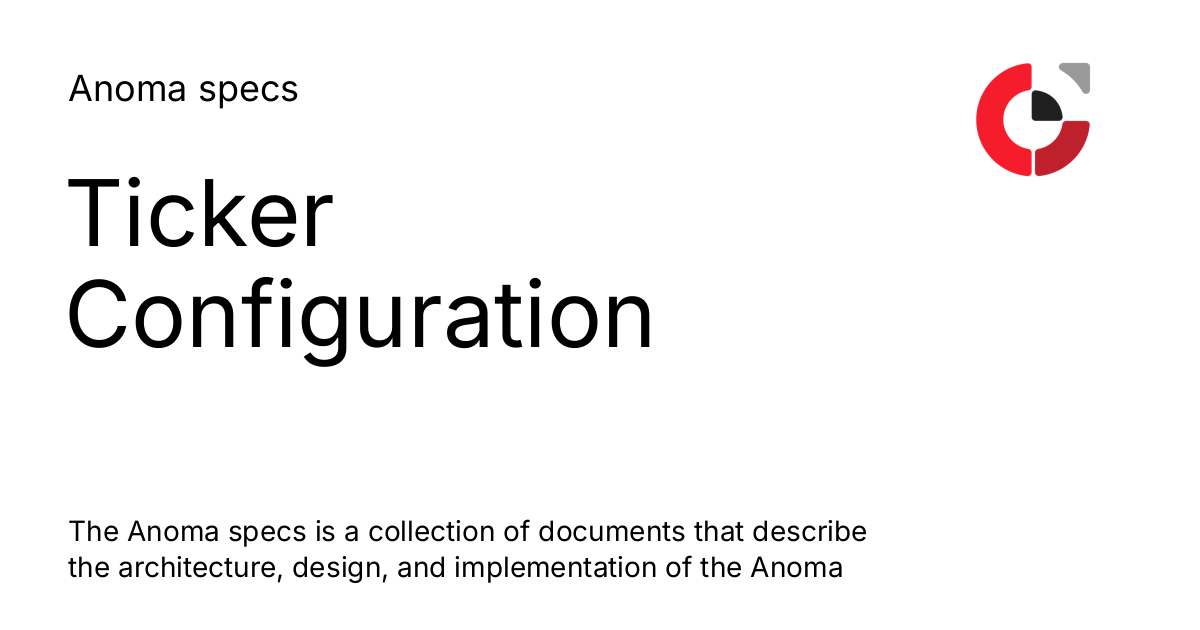 Anoma specs
Ticker
Configuration
The Anoma specs is a collection of documents that describe
the architecture, design, and implementation of the Anoma